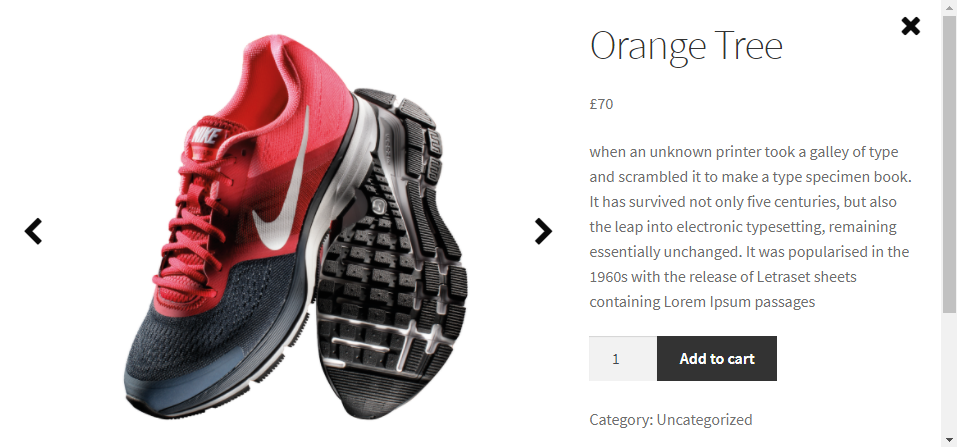 NIKE
Orange Tree
£70
when an unknown printer took a galley of type
and scrambled it to make a type specimen book.
It has survived not only five centuries, but also
the leap into electronic typesetting, remaining
essentially unchanged. It was popularised in the
1960s with the release of Letraset sheets
containing Lorem Ipsum passages
1
Add to cart
Category: Uncategorized